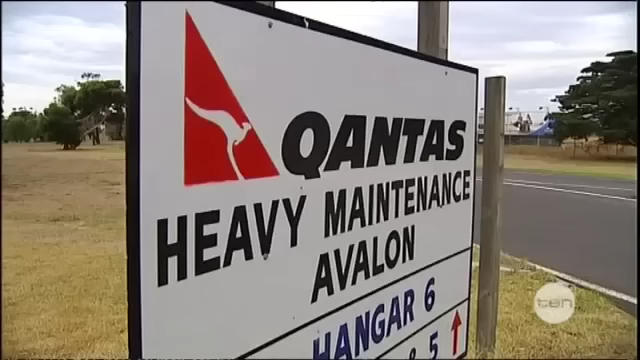 QANTAS
HEAVY MAINTENANCE
AVALON
HANGAR 6
& 5
ten